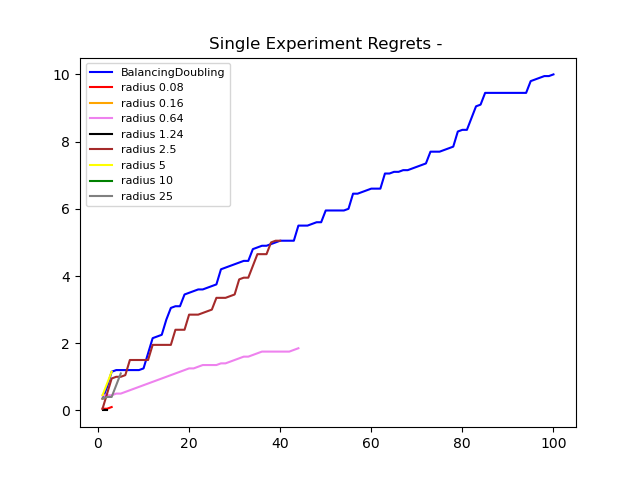 Single Experiment Regrets -
BalancingDoubling
radius 0.08
radius 0.16
radius 0.64
radius 1.24
radius 2.5
radius 5
radius 10
radius 25
10
8
6
4
2
0
0 20 40 60 80 100